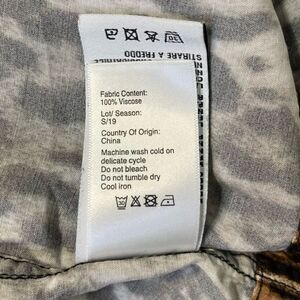 STIRARE A FREDDO
Fabric Content:
100% Viscose
Lot/ Season:
S/19
Country Of Origin:
China
Machine wash cold on
delicate cycle
Do not bleach
Do not tumble dry
Cool iron